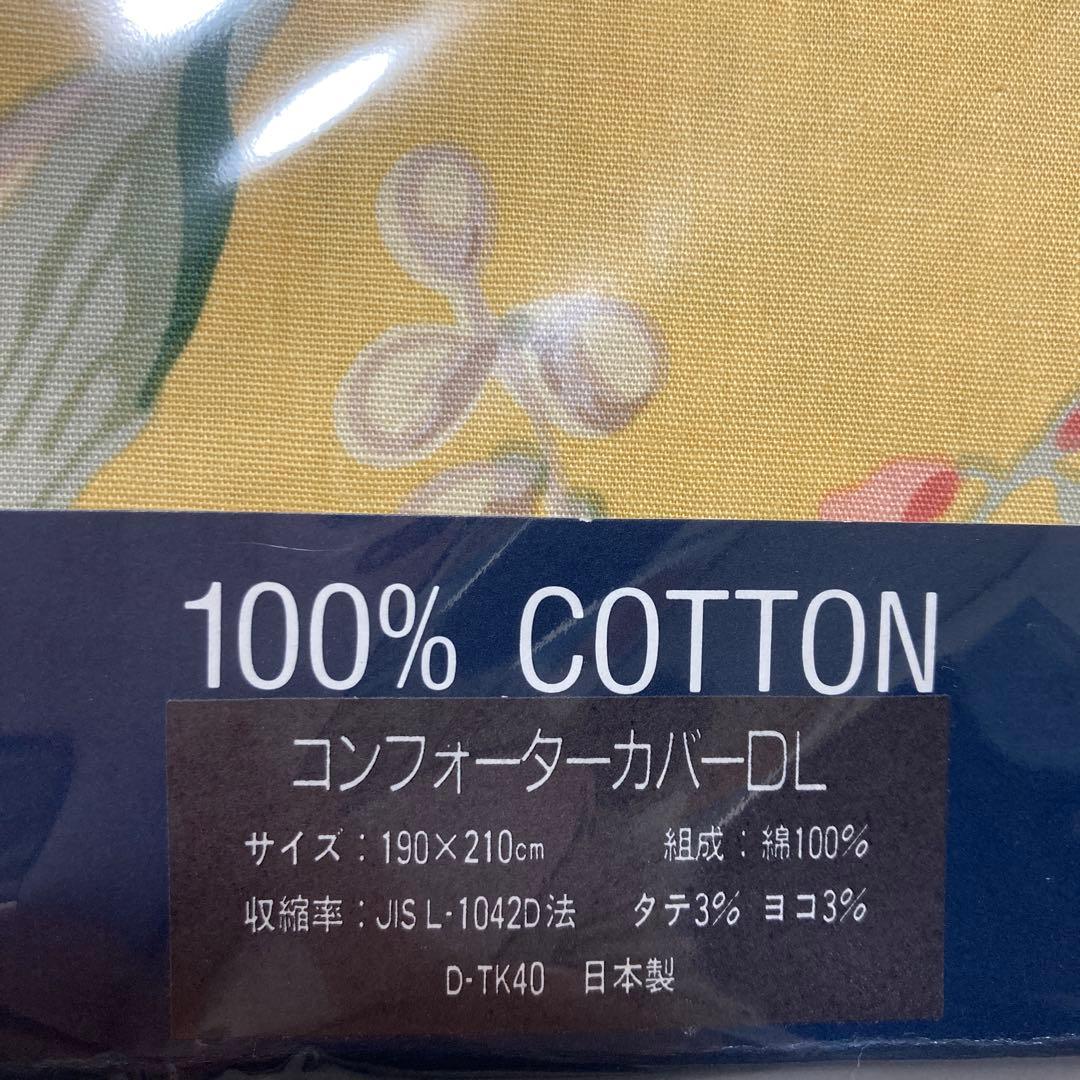 100% COTTON
コンフォーターカバーDL
サイズ：190×210cm　組成：綿100%
収縮率：JIS L-1042D法　タテ3% ヨコ3%
D-TK40　日本製